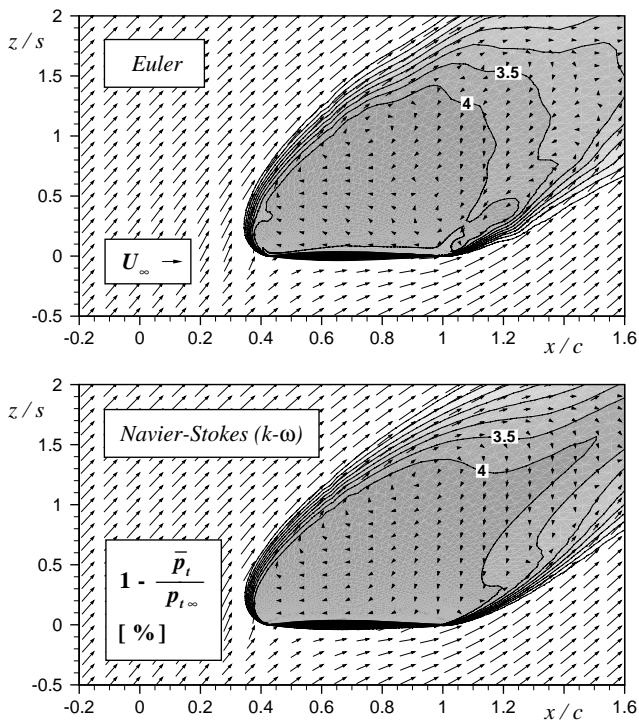 2
z / s
Euler
1.5
3.5
4
1
0.5
U∞ →
0
-0.5
-0.2 0 0.2 0.4 0.6 0.8 1 1.2 1.6
x / c
2
z / s
Navier-Stokes (k-ω)
1.5
3.5
4
1
1 - p̅t / pt∞
[ % ]
0.5
0
-0.5
-0.2 0 0.2 0.4 0.6 0.8 1 1.2 1.6
x / c